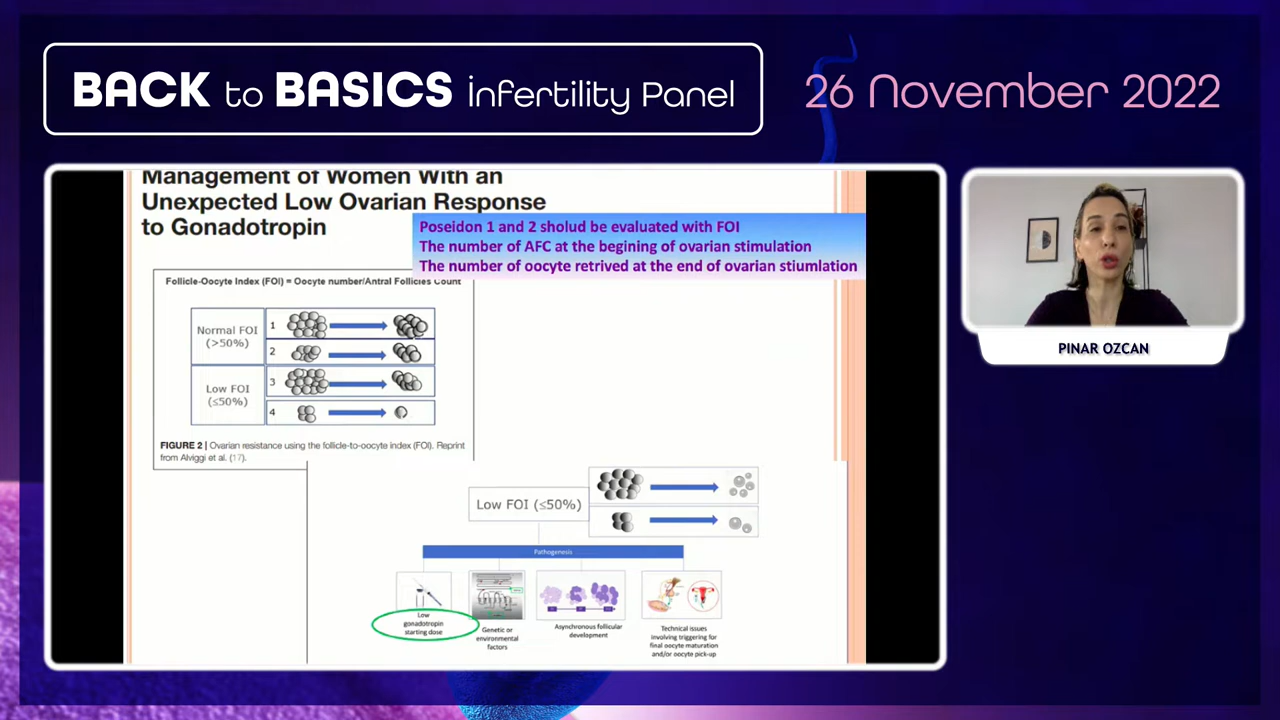 BACK to BASICS infertility Panel
26 November 2022
Management of Women With an
Unexpected Low Ovarian Response
to Gonadotropin
Poseidon 1 and 2 sholud be evaluated with FOI
The number of AFC at the begining of ovarian stimulation
The number of oocyte retrived at the end of ovarian stiumlation
Follicle-Oocyte Index (FOI) = Oocyte number/Antral Follicles Count
Normal FOI
(>50%)
1
2
Low FOI
(≤50%)
3
4
FIGURE 2 | Ovarian resistance using the follicle-to-oocyte index (FOI). Reprint
from Alviggi et al. (17).
Low FOI (≤50%)
Pathogenesis
Low
gonadotropin
starting dose
Genetic or
environmental
factors
Asynchronous follicular
development
Technical issues
involving triggering for
final oocyte maturation
and/or oocyte pick-up
PINAR OZCAN